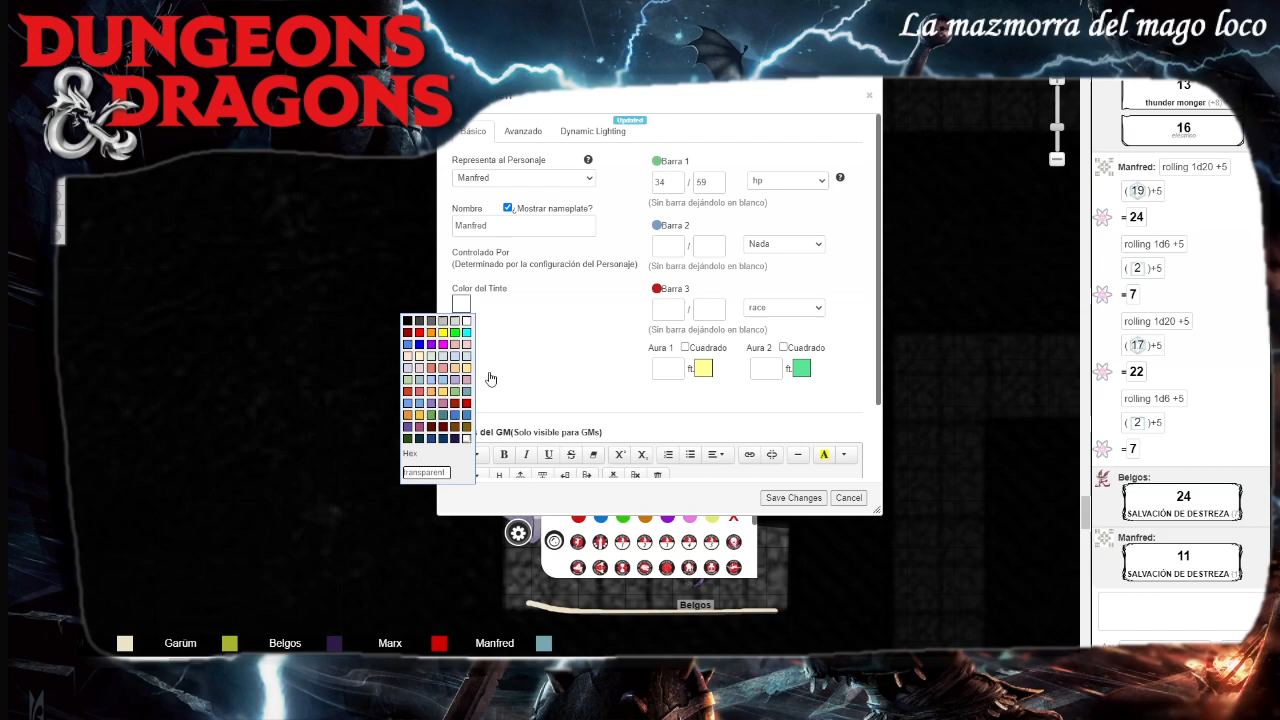 DUNGEONS
& DRAGONS
La mazmorra del mago loco
Básico
Avanzado
Dynamic Lighting
Updated
Representa al Personaje
Manfred
Nombre
¿Mostrar nameplate?
Manfred
Controlado Por
(Determinado por la configuración del Personaje)
Color del Tinte
Hex
transparent
Barra 1
34 / 59
hp
(Sin barra dejándolo en blanco)
Barra 2
/
Nada
(Sin barra dejándolo en blanco)
Barra 3
/
race
(Sin barra dejándolo en blanco)
Aura 1 Cuadrado
ft.
Aura 2 Cuadrado
ft.
del GM(Solo visible para GMs)
B I U S
Save Changes
Cancel
Belgos
Garüm
Belgos
Marx
Manfred
13
thunder monger (+8)
16
eléctrico
Manfred: rolling 1d20 +5
(19)+5
= 24
rolling 1d6 +5
(2)+5
= 7
rolling 1d20 +5
(17)+5
= 22
rolling 1d6 +5
(2)+5
= 7
Belgos:
24
SALVACIÓN DE DESTREZA
Manfred:
11
SALVACIÓN DE DESTREZA